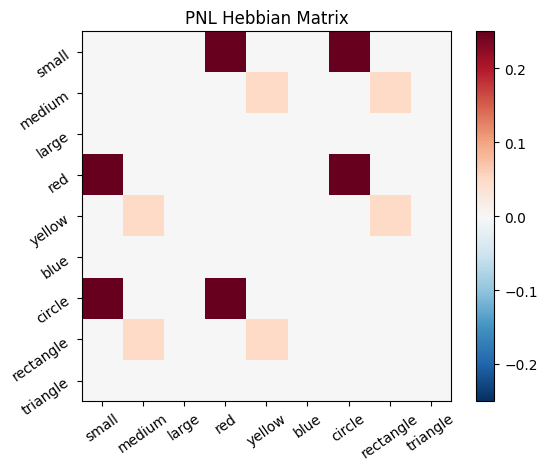 PNL Hebbian Matrix
small
medium
large
red
yellow
blue
circle
rectangle
triangle
small
medium
large
red
yellow
blue
circle
rectangle
triangle
0.2
0.1
0.0
−0.1
−0.2